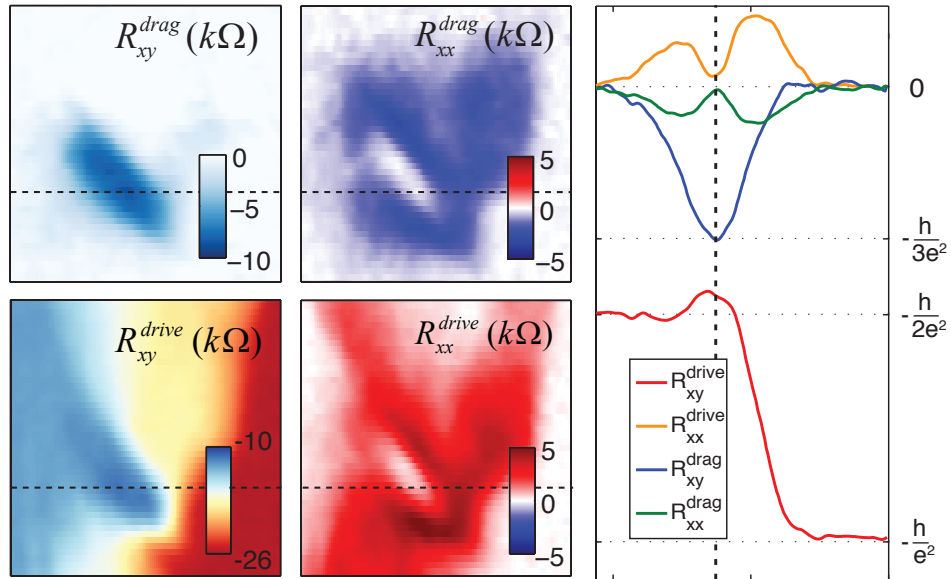 R_xy^drag (kΩ)
0
−5
−10
R_xx^drag (kΩ)
5
0
−5
R_xy^drive (kΩ)
-10
-26
R_xx^drive (kΩ)
5
0
−5
0
- h/3e²
- h/2e²
- h/e²
R_xy^drive
R_xx^drive
R_xy^drag
R_xx^drag